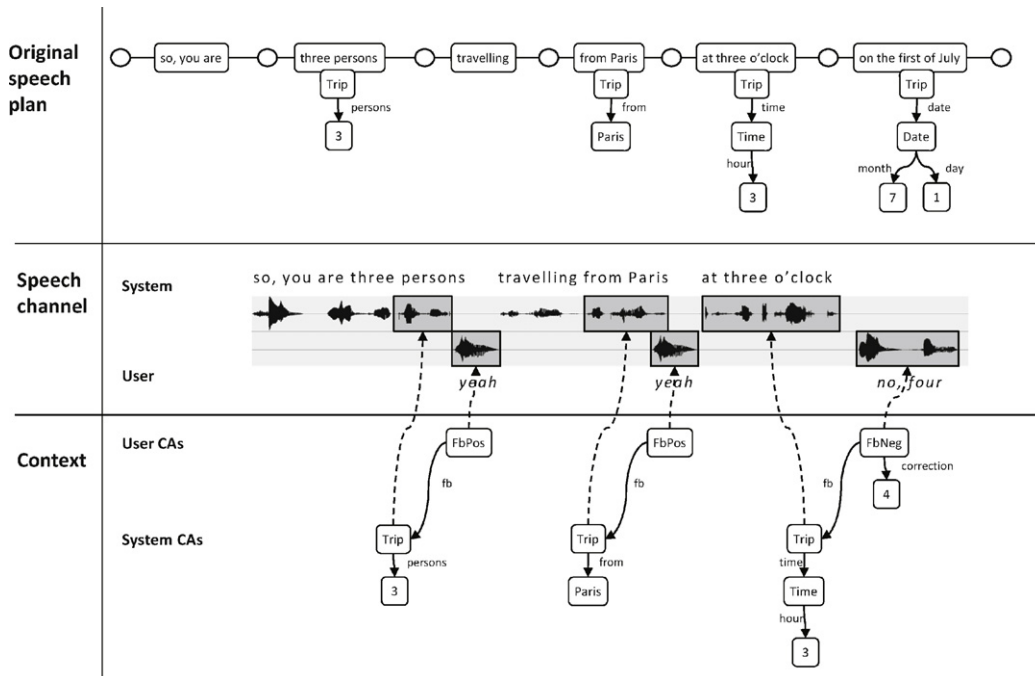 Original
speech
plan
so, you are
three persons
travelling
from Paris
at three o'clock
on the first of July
Trip
Trip
Trip
Trip
persons
from
time
date
3
Paris
Time
Date
hour
month
day
3
7
1
Speech
channel
System
so, you are three persons
travelling from Paris
at three o'clock
User
yeah
yeah
no, four
Context
User CAs
FbPos
FbPos
FbNeg
correction
fb
fb
fb
4
System CAs
Trip
Trip
Trip
persons
from
time
3
Paris
Time
hour
3